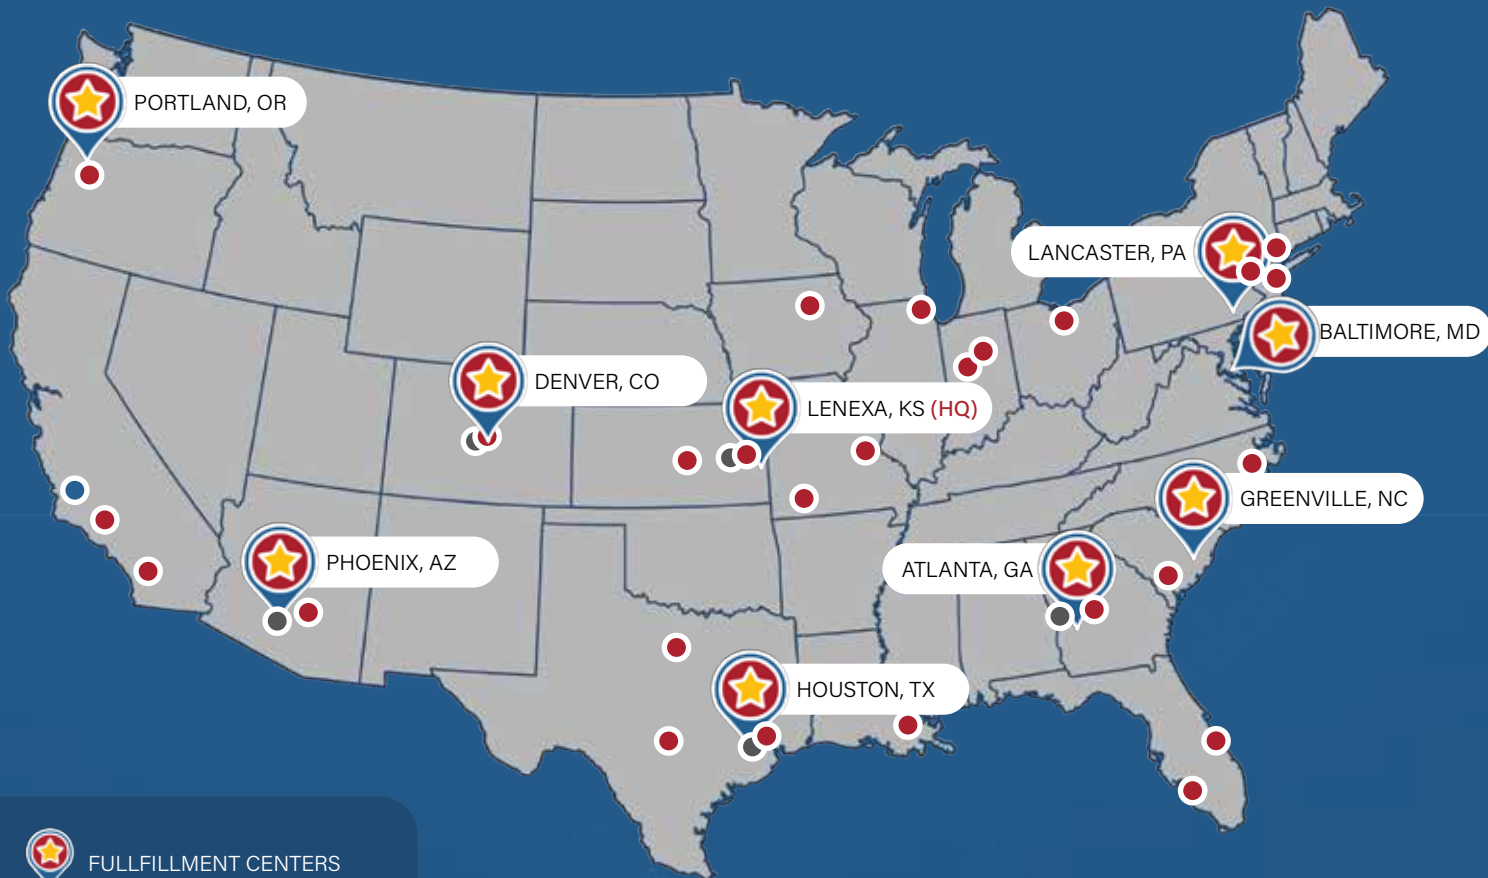 PORTLAND, OR
LANCASTER, PA
BALTIMORE, MD
DENVER, CO
LENEXA, KS (HQ)
GREENVILLE, NC
PHOENIX, AZ
ATLANTA, GA
HOUSTON, TX
FULLFILLMENT CENTERS